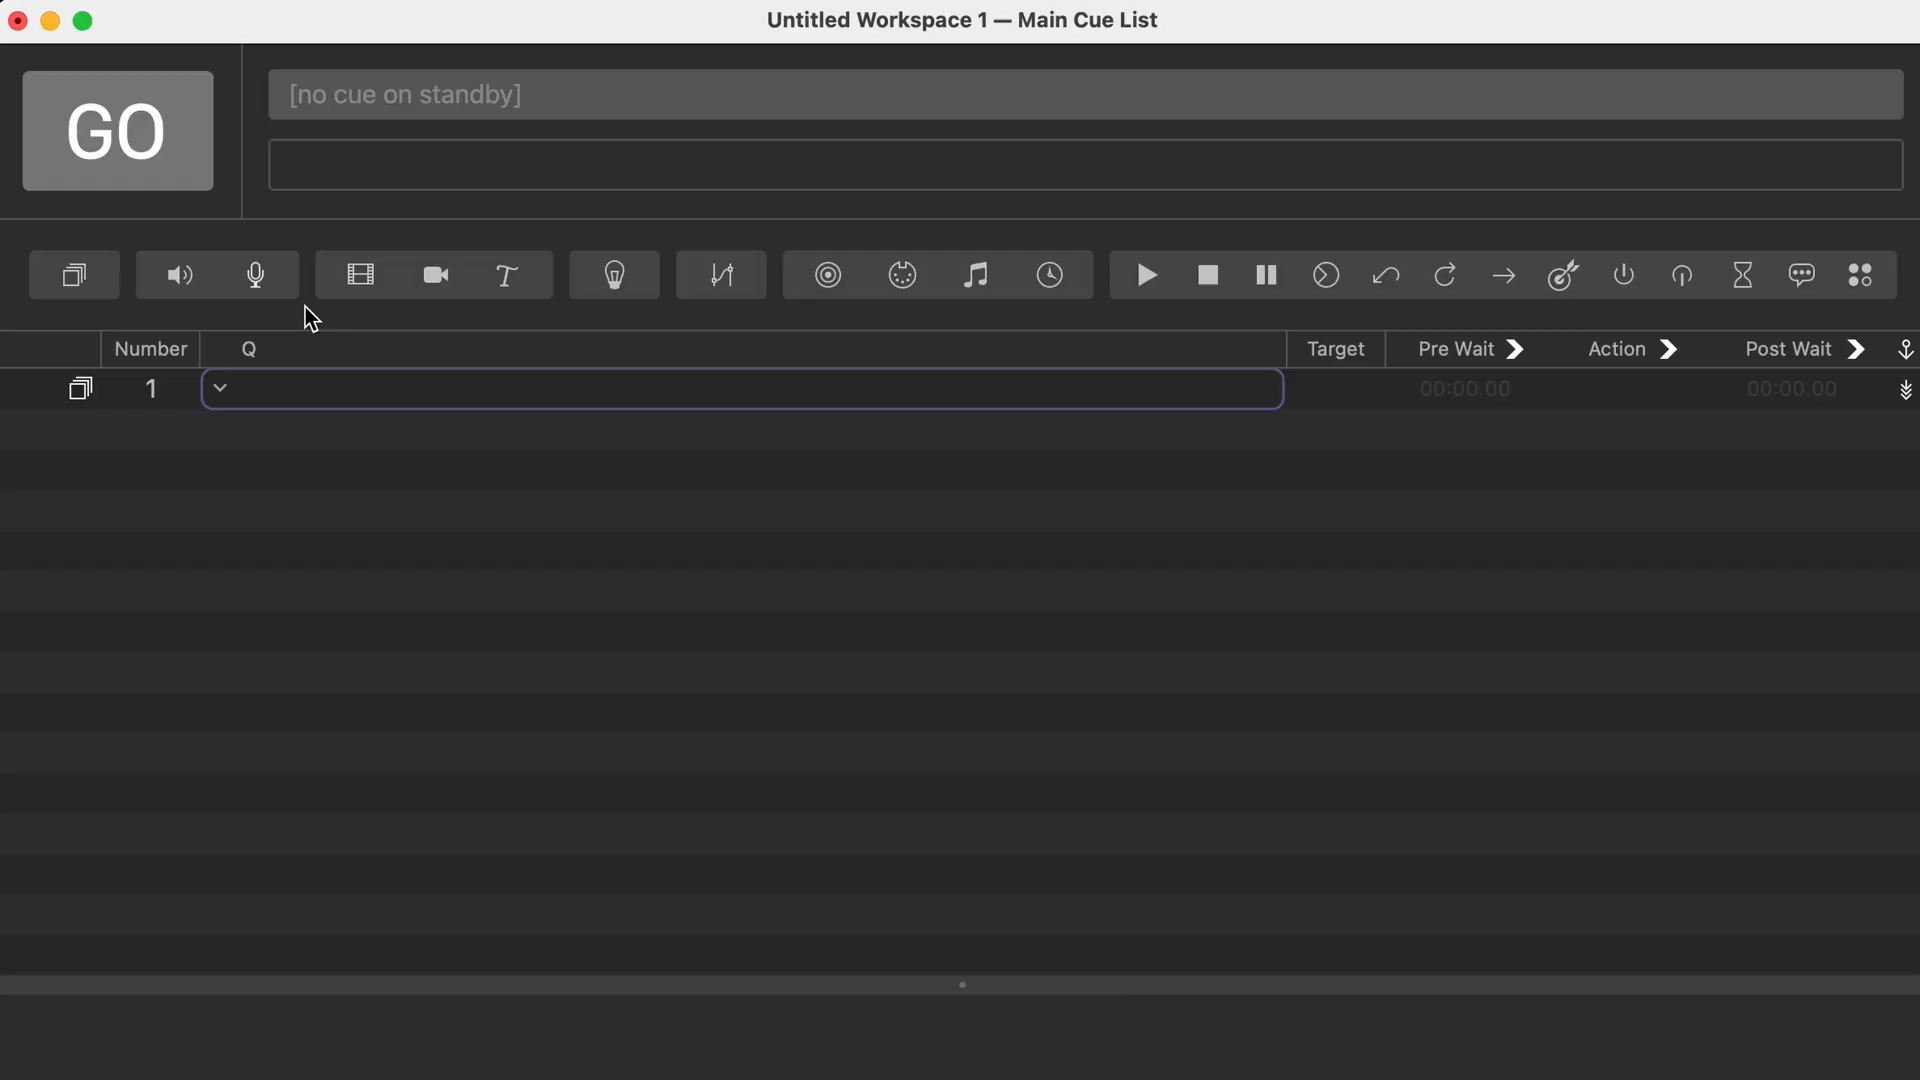 Untitled Workspace 1 — Main Cue List
GO
[no cue on standby]
Number Q Target Pre Wait Action Post Wait
1 00:00.00 00:00.00